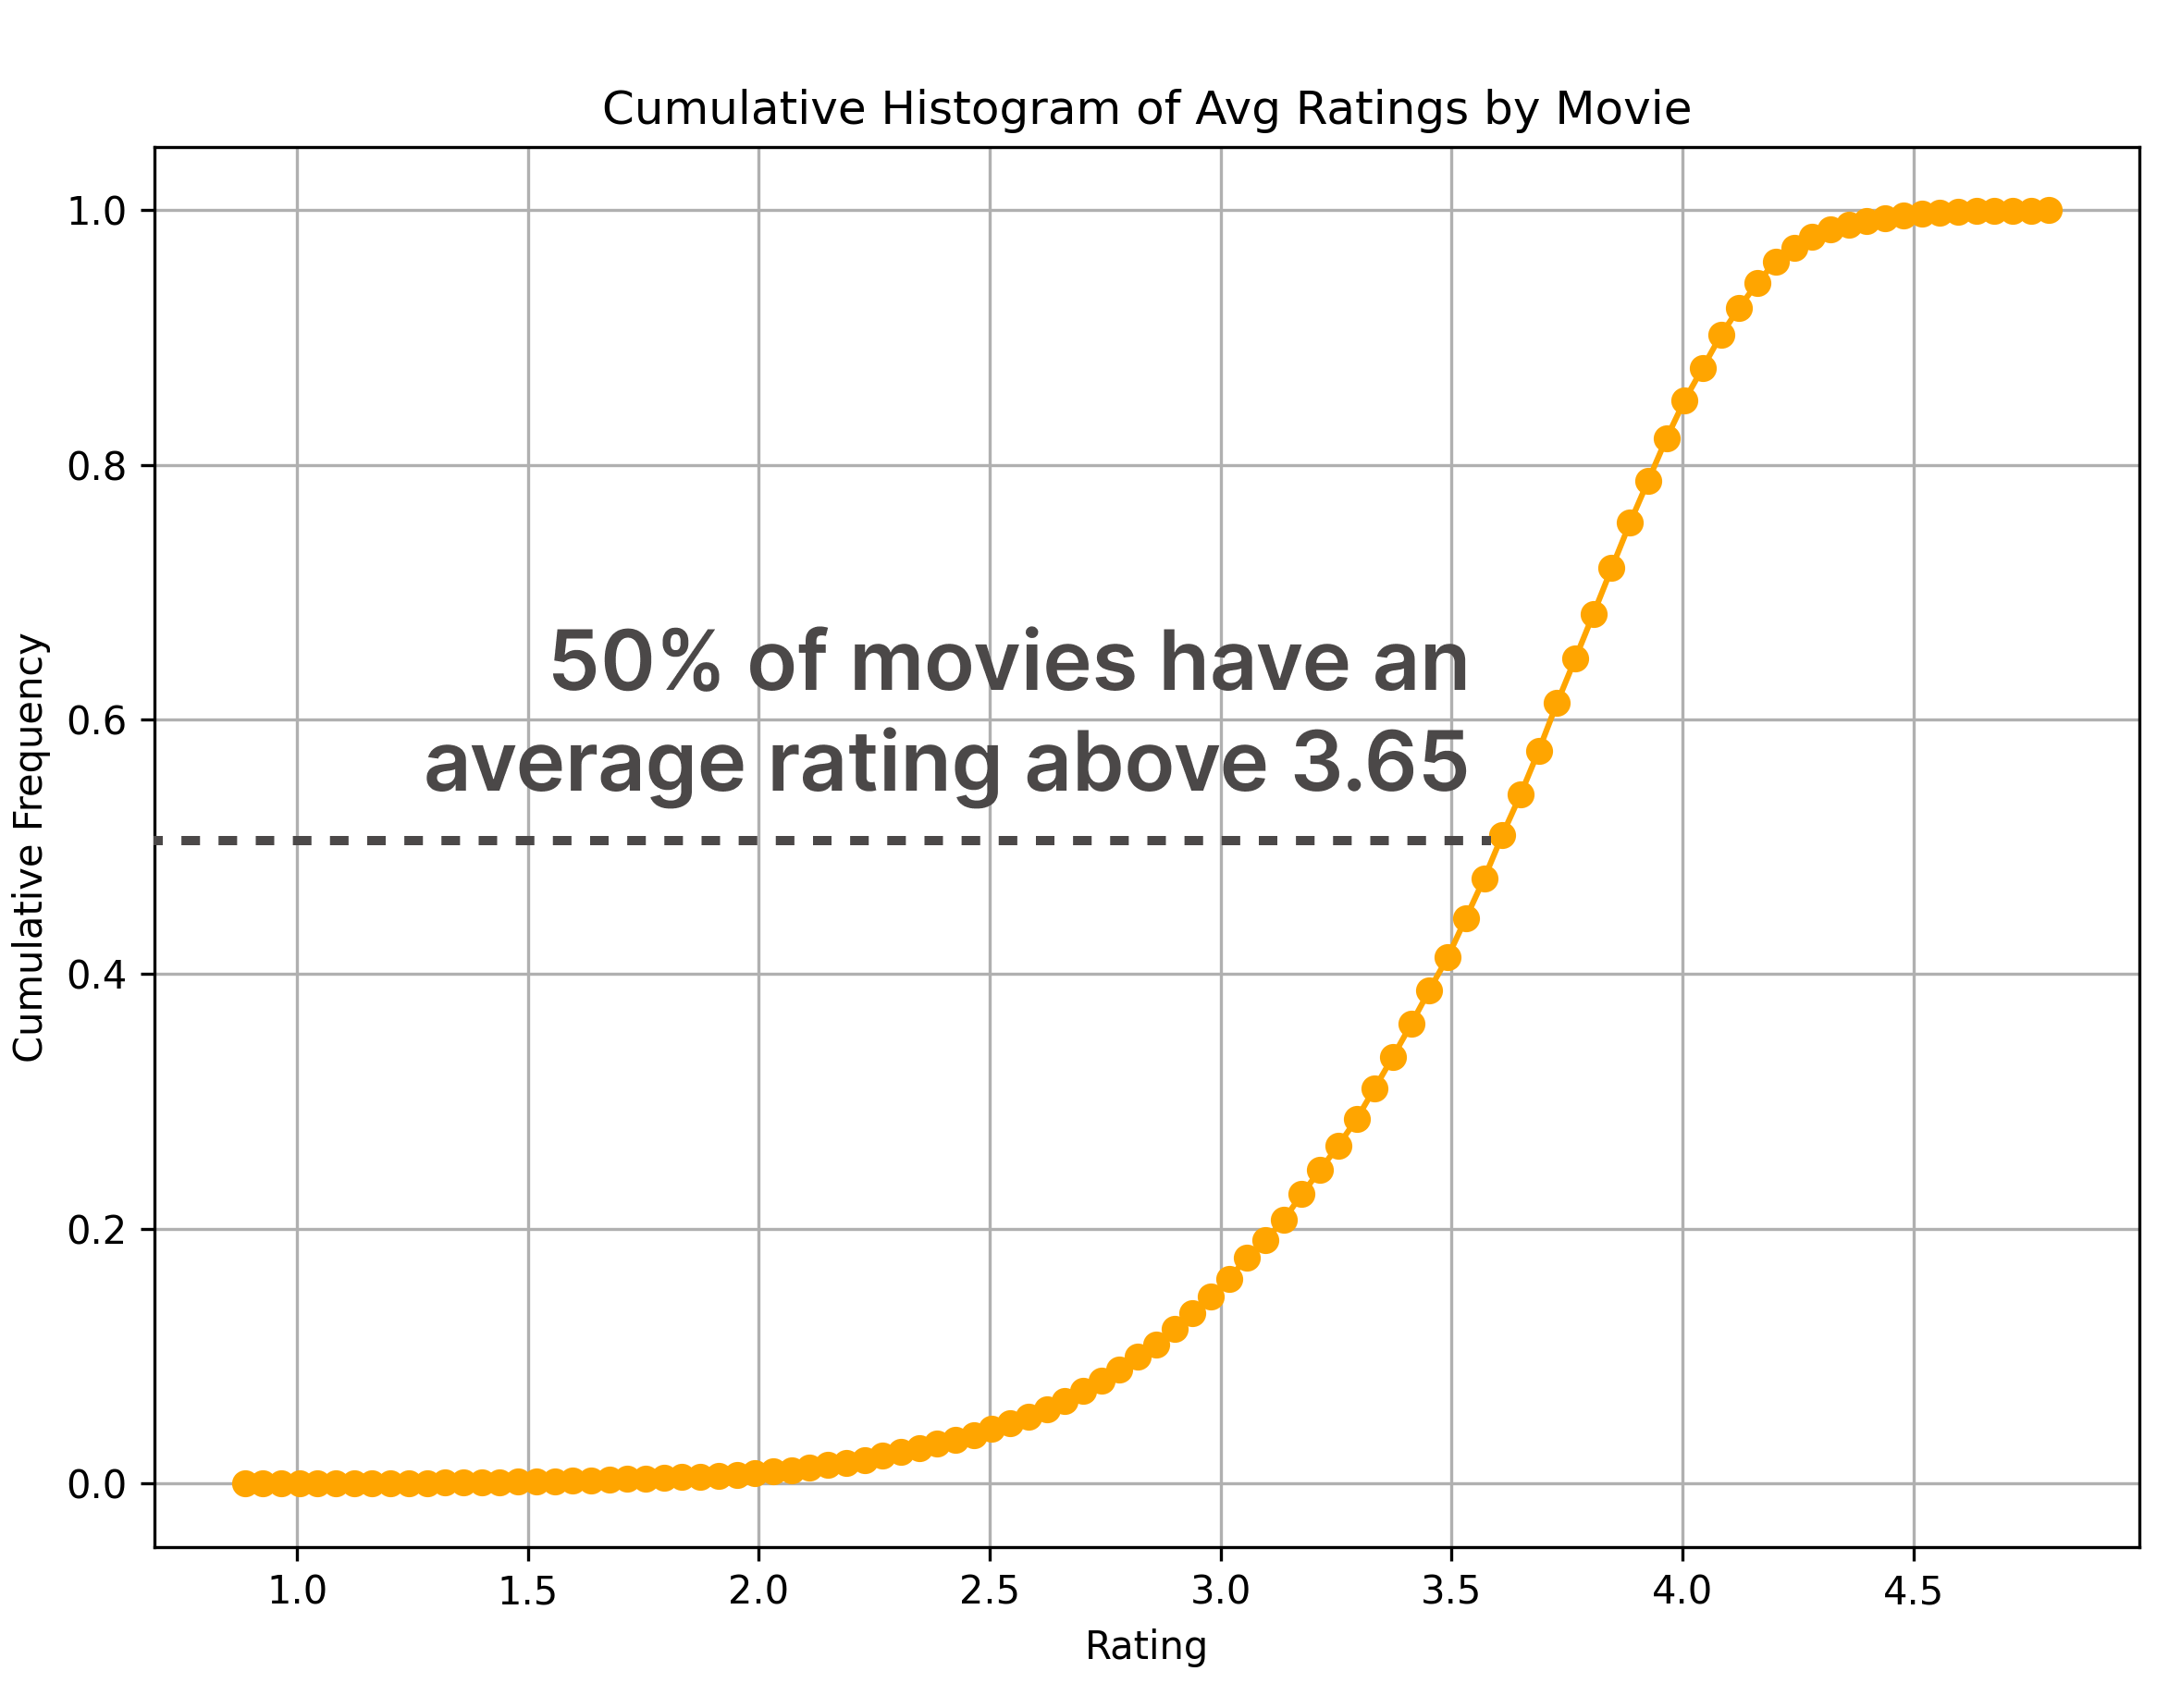 Cumulative Histogram of Avg Ratings by Movie
1.0
0.8
0.6
0.4
0.2
0.0
Cumulative Frequency
50% of movies have an
average rating above 3.65
1.0 1.5 2.0 2.5 3.0 3.5 4.0 4.5
Rating